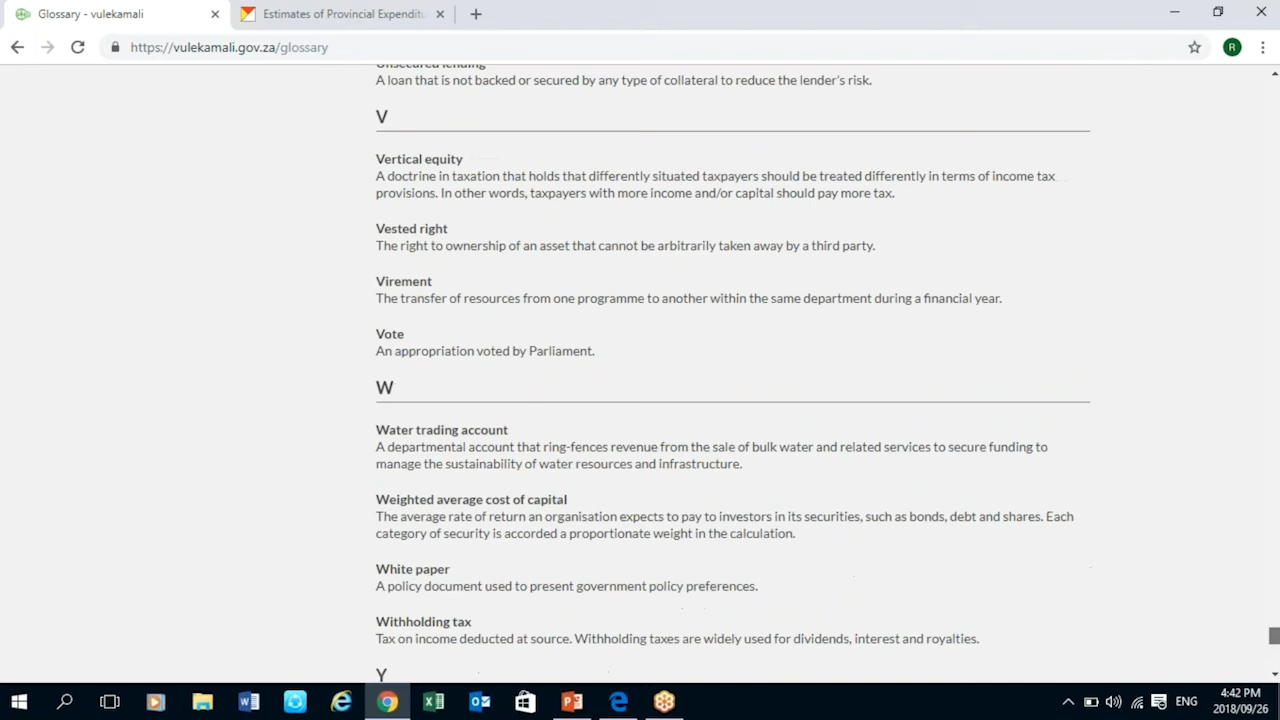 Glossary - vulekamali
Estimates of Provincial Expenditu
https://vulekamali.gov.za/glossary
R
Unsecured lending
A loan that is not backed or secured by any type of collateral to reduce the lender's risk.
V
Vertical equity
A doctrine in taxation that holds that differently situated taxpayers should be treated differently in terms of income tax
provisions. In other words, taxpayers with more income and/or capital should pay more tax.
Vested right
The right to ownership of an asset that cannot be arbitrarily taken away by a third party.
Virement
The transfer of resources from one programme to another within the same department during a financial year.
Vote
An appropriation voted by Parliament.
W
Water trading account
A departmental account that ring-fences revenue from the sale of bulk water and related services to secure funding to
manage the sustainability of water resources and infrastructure.
Weighted average cost of capital
The average rate of return an organisation expects to pay to investors in its securities, such as bonds, debt and shares. Each
category of security is accorded a proportionate weight in the calculation.
White paper
A policy document used to present government policy preferences.
Withholding tax
Tax on income deducted at source. Withholding taxes are widely used for dividends, interest and royalties.
Y
ENG
4:42 PM
2018/09/26